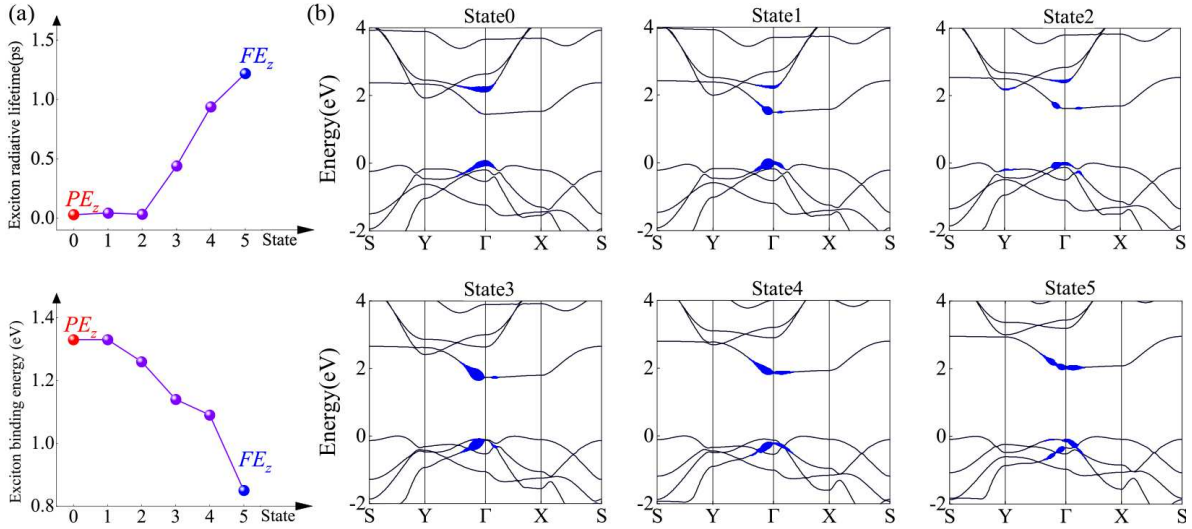 (a)
Exciton radiative lifetime(ps)
1.5
1.0
0.5
0.0
PEz
FEz
0 1 2 3 4 5 State
Exciton binding energy (eV)
1.4
1.2
1.0
0.8
PEz
FEz
0 1 2 3 4 5 State
(b)
State0
Energy(eV)
4
2
0
-2
S Y Γ X S
State1
4
2
0
-2
S Y Γ X S
State2
4
2
0
-2
S Y Γ X S
State3
Energy(eV)
4
2
0
-2
S Y Γ X S
State4
4
2
0
-2
S Y Γ X S
State5
4
2
0
-2
S Y Γ X S